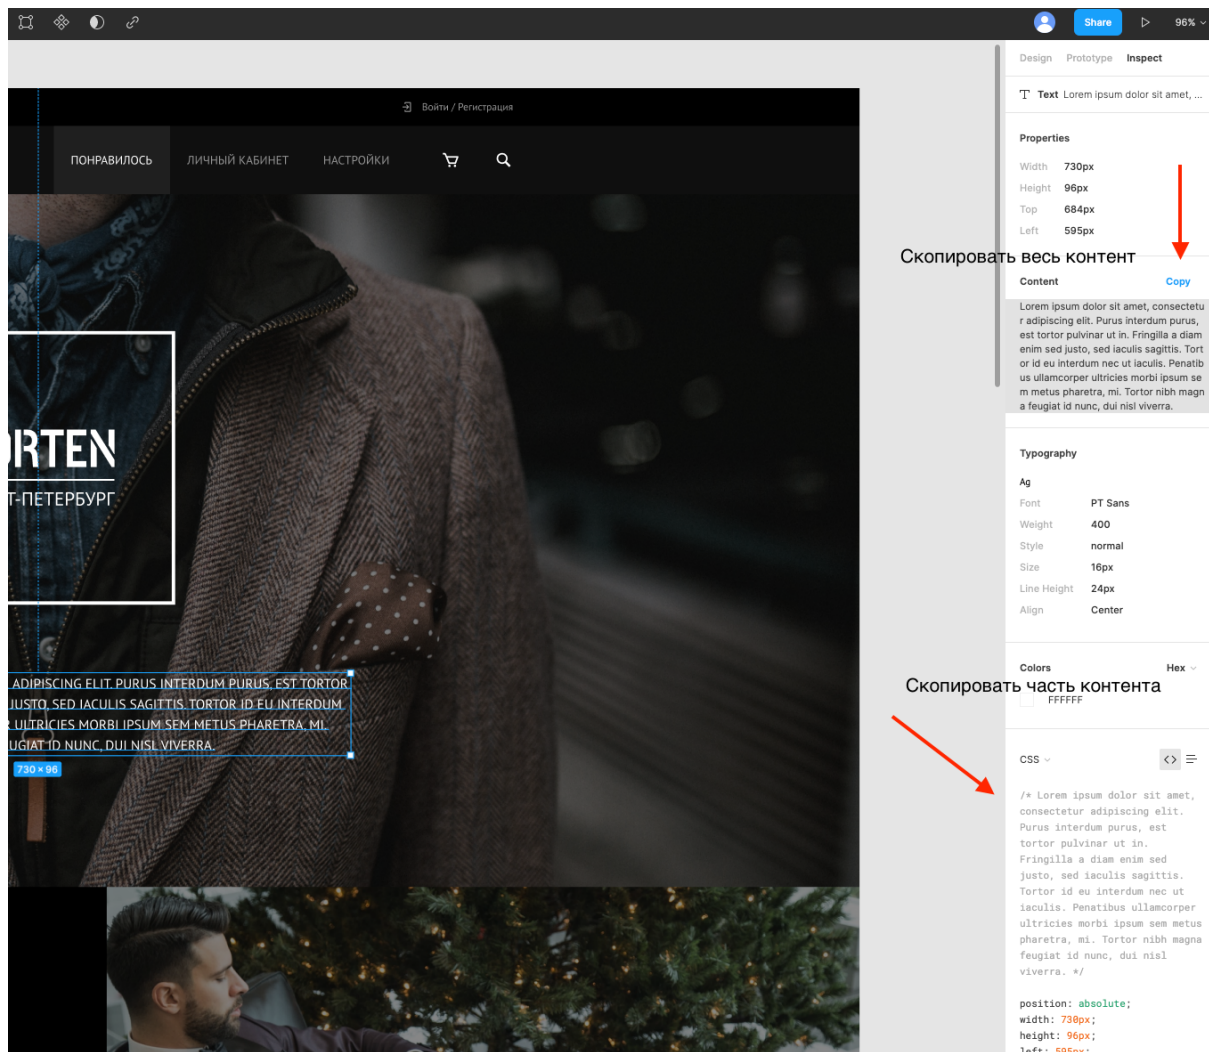 Share
96%
Design Prototype Inspect
Text Lorem ipsum dolor sit amet, ...
Войти / Регистрация
ПОНРАВИЛОСЬ
ЛИЧНЫЙ КАБИНЕТ
НАСТРОЙКИ
Properties
Width 730px
Height 96px
Top 684px
Left 595px
Скопировать весь контент
Content Copy
Lorem ipsum dolor sit amet, consectetu
r adipiscing elit. Purus interdum purus,
est tortor pulvinar ut in. Fringilla a diam
enim sed justo, sed iaculis sagittis. Tort
or id eu interdum nec ut iaculis. Penatib
us ullamcorper ultricies morbi ipsum se
m metus pharetra, mi. Tortor nibh magn
a feugiat id nunc, dui nisl viverra.
ORTEN
Т-ПЕТЕРБУРГ
Typography
Ag
Font PT Sans
Weight 400
Style normal
Size 16px
Line Height 24px
Align Center
Colors Hex
Скопировать часть контента
FFFFFF
ADIPISCING ELIT. PURUS INTERDUM PURUS, EST TORTOR
JUSTO, SED IACULIS SAGITTIS. TORTOR ID EU INTERDUM
R ULTRICIES MORBI IPSUM SEM METUS PHARETRA, MI.
UGIAT ID NUNC, DUI NISL VIVERRA.
730 × 96
CSS
/* Lorem ipsum dolor sit amet,
consectetur adipiscing elit.
Purus interdum purus, est
tortor pulvinar ut in.
Fringilla a diam enim sed
justo, sed iaculis sagittis.
Tortor id eu interdum nec ut
iaculis. Penatibus ullamcorper
ultricies morbi ipsum sem metus
pharetra, mi. Tortor nibh magna
feugiat id nunc, dui nisl
viverra. */
position: absolute;
width: 730px;
height: 96px;
left: 595px;